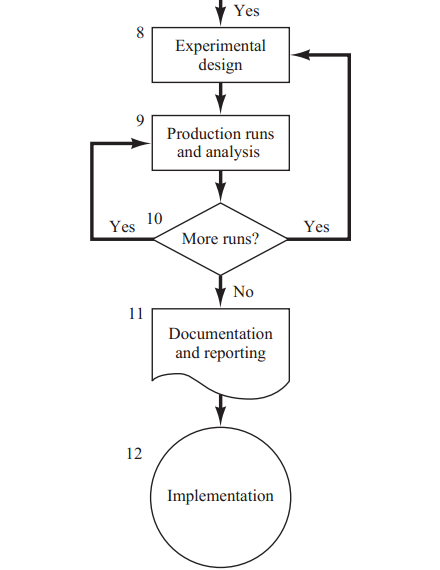 Yes
8
Experimental
design
9
Production runs
and analysis
Yes
10
Yes
More runs?
No
11
Documentation
and reporting
12
Implementation